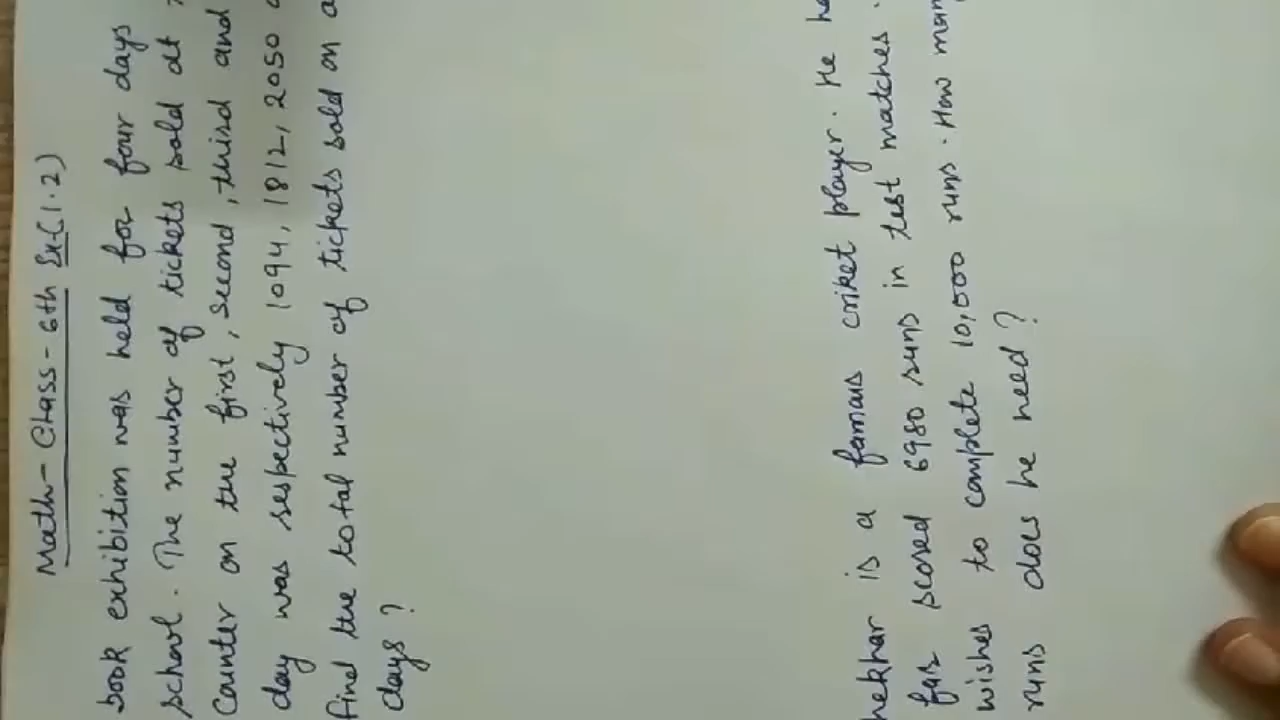 Math- Class- 6th Ex-(1.2)
book exhibition was held for four days
school. The number of tickets sold at
Counter on the first, second, third and
day was respectively 1094, 1812, 2050
find the total number of tickets sold on
days?
hekhar is a famous criket player. He
far scored 6980 runs in test matches.
wishes to complete 10,000 runs. How many
runs does he need?